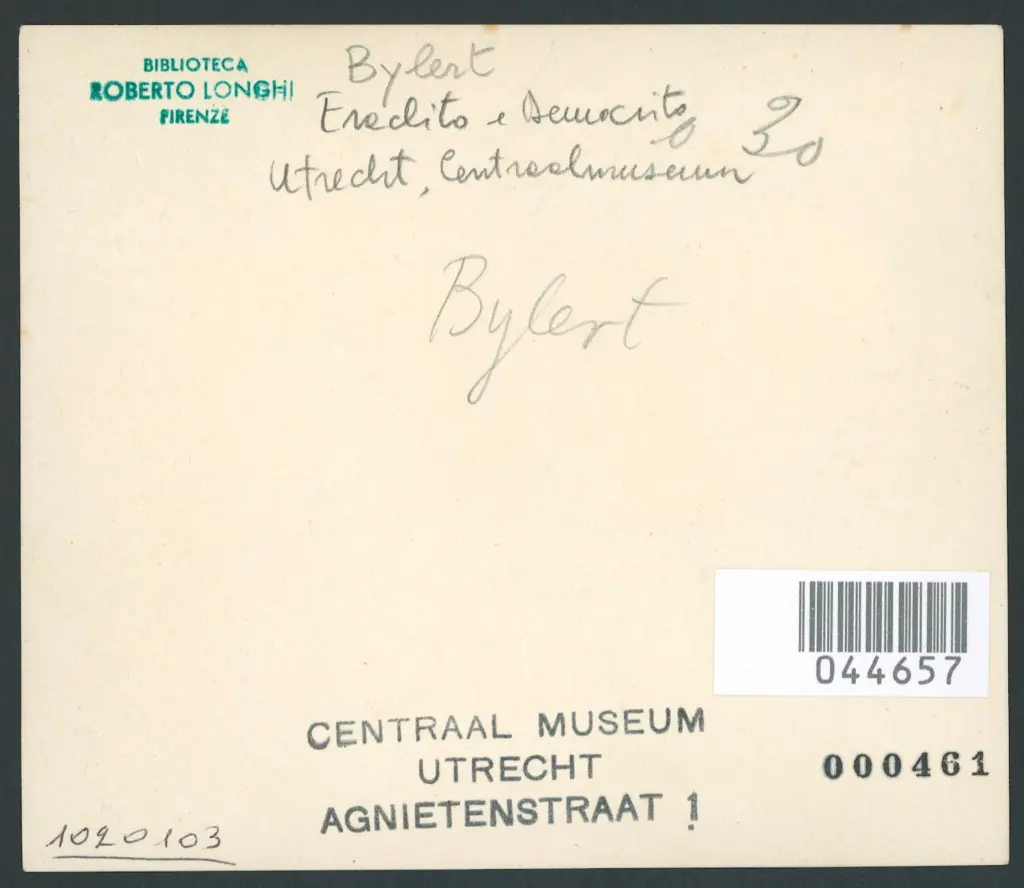 BIBLIOTECA
ROBERTO LONGHI
FIRENZE
Bylert
Eraclito e Democrito
Utrecht, Centraalmuseum
30
Bylert
044657
CENTRAAL MUSEUM
UTRECHT
AGNIETENSTRAAT 1
000461
1020103